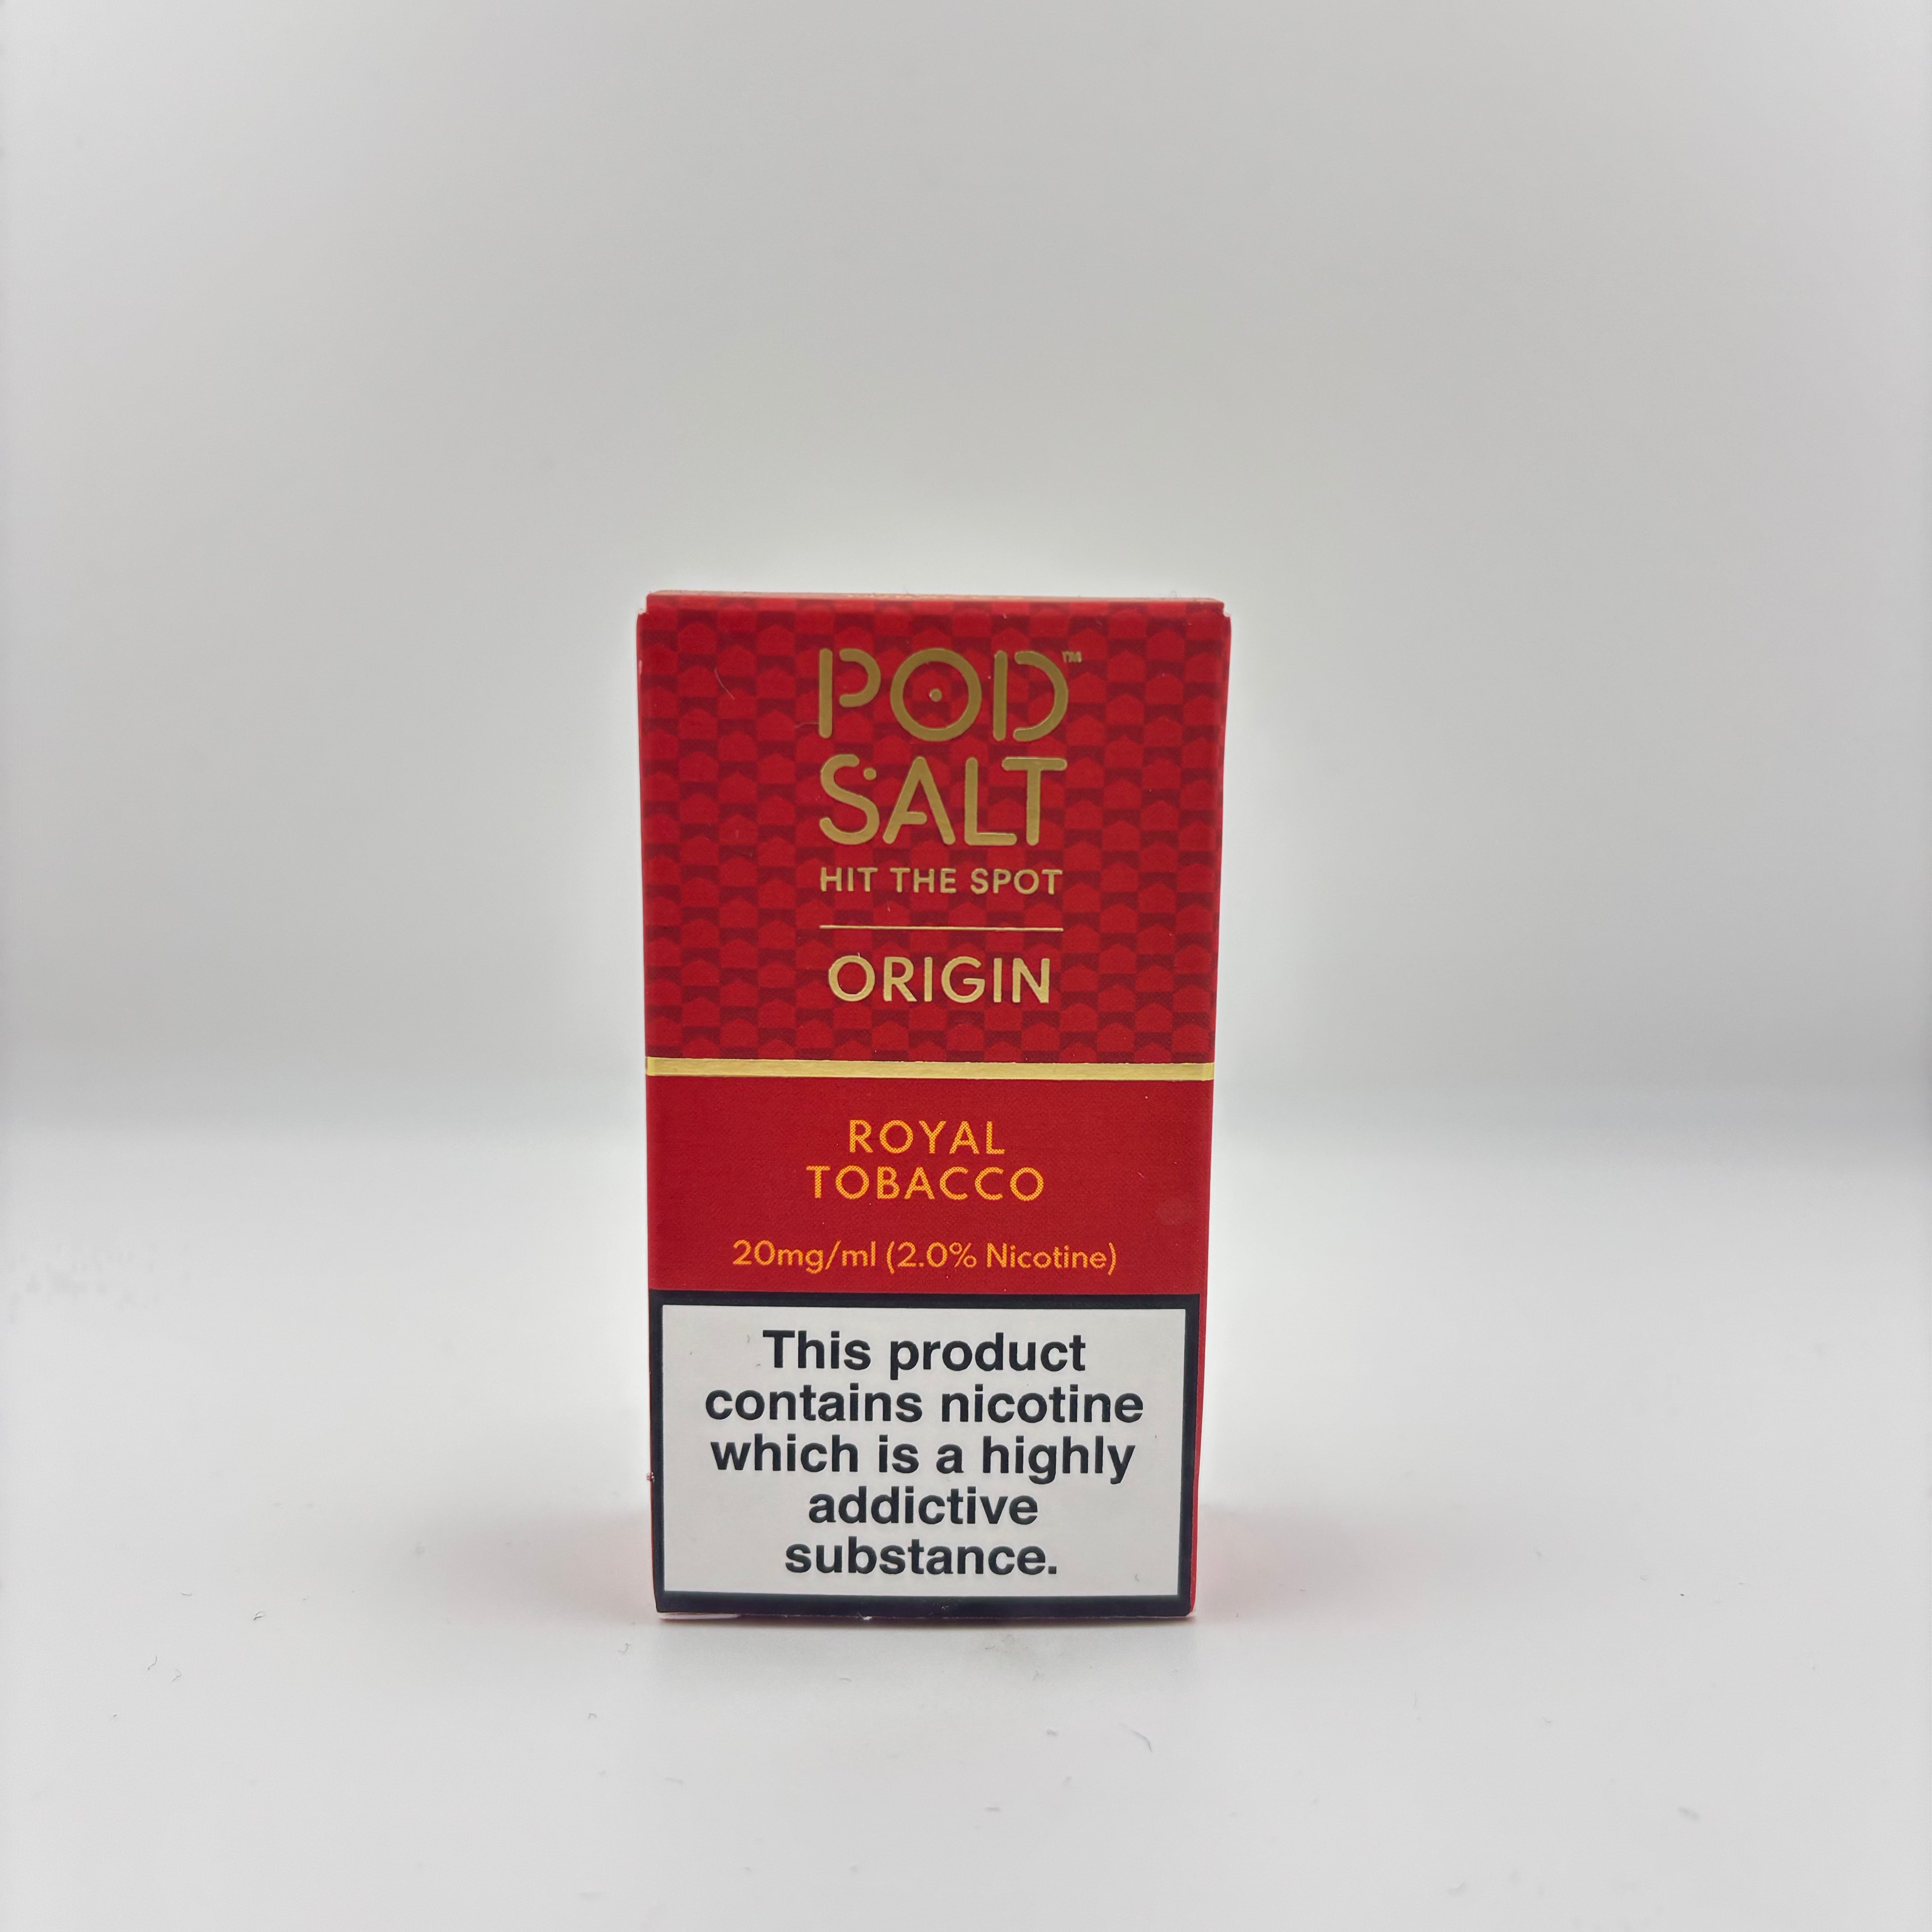 POD™
SALT
HIT THE SPOT
ORIGIN
ROYAL
TOBACCO
20mg/ml (2.0% Nicotine)
This product
contains nicotine
which is a highly
addictive
substance.